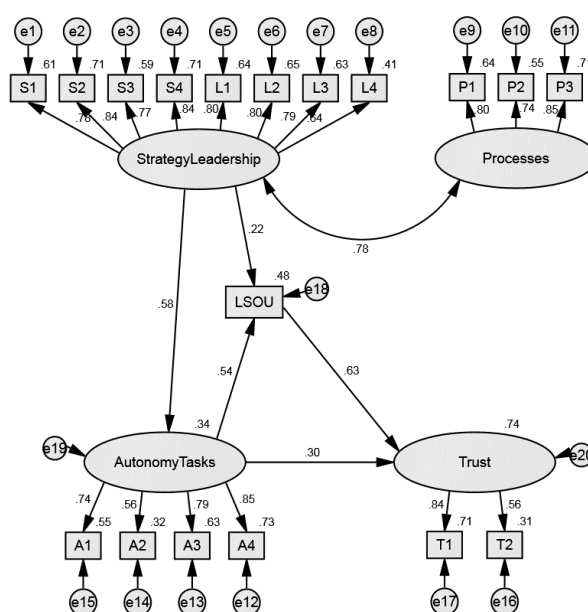 e1 e2 e3 e4 e5 e6 e7 e8 e9 e10 e11
.61 .71 .59 .71 .64 .65 .63 .41 .64 .55 .71
S1 S2 S3 S4 L1 L2 L3 L4 P1 P2 P3
.78 .84 .77 .84 .80 .80 .79 .64 .80 .74 .85
StrategyLeadership Processes
.22 .78
.48 e18
LSOU
.58
.54 .63
.34 .74
e19 .30 e20
AutonomyTasks Trust
.74 .56 .79 .85 .84 .56
.55 .32 .63 .73 .71 .31
A1 A2 A3 A4 T1 T2
e15 e14 e13 e12 e17 e16